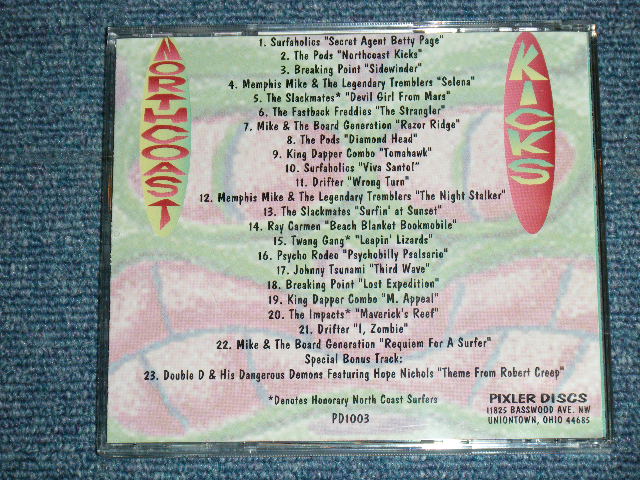 NORTHCOAST
KICKS
1. Surfaholics "Secret Agent Betty Page"
2. The Pods "Northcoast Kicks"
3. Breaking Point "Sidewinder"
4. Memphis Mike & The Legendary Tremblers "Selena"
5. The Slackmates* "Devil Girl From Mars"
6. The Fastback Freddies "The Strangler"
7. Mike & The Board Generation "Razor Ridge"
8. The Pods "Diamond Head"
9. King Dapper Combo "Tomahawk"
10. Surfaholics "Viva Santo!"
11. Drifter "Wrong Turn"
12. Memphis Mike & The Legendary Tremblers "The Night Stalker"
13. The Slackmates "Surfin' at Sunset"
14. Ray Carmen "Beach Blanket Bookmobile"
15. Twang Gang* "Leapin' Lizards"
16. Psycho Rodeo "Psychobilly Psalsario"
17. Johnny Tsunami "Third Wave"
18. Breaking Point "Lost Expedition"
19. King Dapper Combo "M. Appeal"
20. The Impacts* "Maverick's Reef"
21. Drifter "I, Zombie"
22. Mike & The Board Generation "Requiem For A Surfer"
Special Bonus Track:
23. Double D & His Dangerous Demons Featuring Hope Nichols "Theme From Robert Creep"
*Denotes Honorary North Coast Surfers
PD1003
PIXLER DISCS
11825 BASSWOOD AVE. NW
UNIONTOWN, OHIO 44685